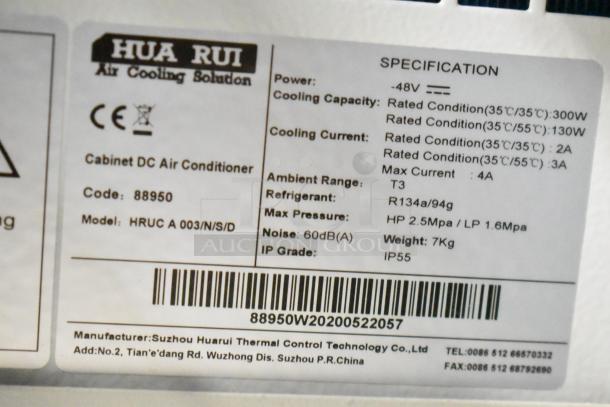 HUA RUI
Air Cooling Solution
CE
Cabinet DC Air Conditioner
Code: 88950
Model: HRUC A 003/N/S/D
SPECIFICATION
Power: -48V
Cooling Capacity: Rated Condition(35℃/35℃):300W
Rated Condition(35℃/55℃):130W
Cooling Current: Rated Condition(35℃/35℃) : 2A
Rated Condition(35℃/55℃) :3A
Max Current : 4A
Ambient Range: T3
Refrigerant: R134a/94g
Max Pressure: HP 2.5Mpa / LP 1.6Mpa
Noise: 60dB(A) Weight: 7Kg
IP Grade: IP55
88950W20200522057
Manufacturer:Suzhou Huarui Thermal Control Technology Co.,Ltd
Add:No.2, Tian'e'dang Rd. Wuzhong Dis. Suzhou P.R.China
TEL:0086 512 66570332
FAX:0086 512 68792690
AUCTION GROUP